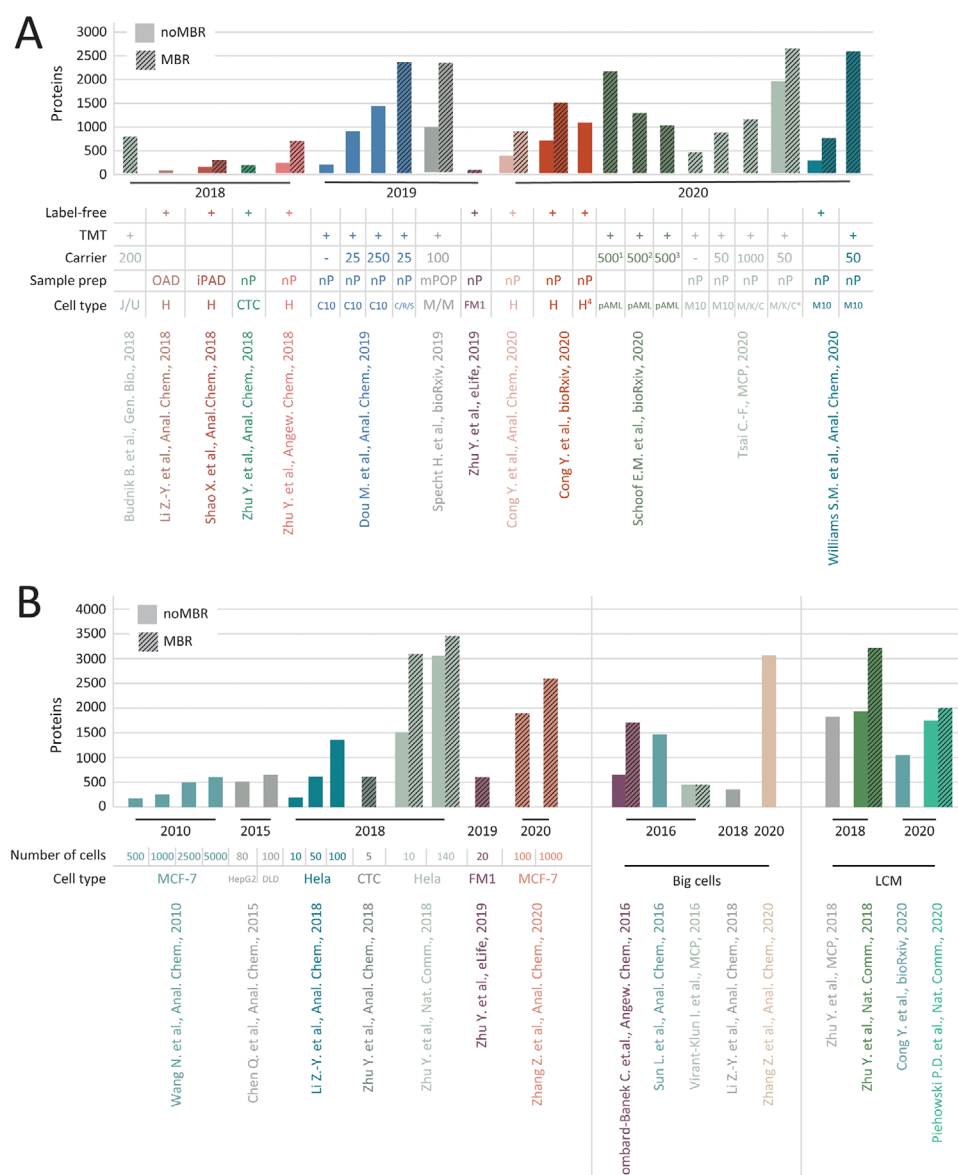 A
noMBR
MBR
Proteins
3000
2500
2000
1500
1000
500
0
2018
2019
2020
Label-free + + + + + + + + +
TMT + + + + + + + + + + + + + +
Carrier 200 - 25 250 25 100 500¹ 500² 500³ - 50 1000 50 50
Sample prep OAD iPAD nP nP nP nP nP nP mPOP nP nP nP nP nP nP nP nP nP nP nP nP nP
Cell type J/U H H CTC H C10 C10 C10 C/R/S M/M FM1 H H H⁴ pAML pAML pAML M10 M10 M/K/C M/K/C* M10 M10
Budnik B. et al., Gen. Bio., 2018
Li Z.-Y. et al., Anal. Chem., 2018
Shao X. et al., Anal.Chem., 2018
Zhu Y. et al., Anal. Chem., 2018
Zhu Y. et al., Angew. Chem., 2018
Dou M. et al., Anal. Chem., 2019
Specht H. et al., bioRxiv, 2019
Zhu Y. et al., eLife, 2019
Cong Y. et al., Anal. Chem., 2020
Cong Y. et al., bioRxiv, 2020
Schoof E.M. et al., bioRxiv, 2020
Tsai C.-F., MCP, 2020
Williams S.M. et al., Anal. Chem., 2020
B
noMBR
MBR
Proteins
4000
3500
3000
2500
2000
1500
1000
500
0
2010 2015 2018 2019 2020 2016 2018 2020 2018 2020
Number of cells 500 1000 2500 5000 80 100 10 50 100 5 10 140 20 100 1000
Cell type MCF-7 HepG2 DLD Hela CTC Hela FM1 MCF-7
Big cells
LCM
Wang N. et al., Anal. Chem., 2010
Chen Q. et al., Anal. Chem., 2015
Li Z.-Y. et al., Anal. Chem., 2018
Zhu Y. et al., Anal. Chem., 2018
Zhu Y. et al., Nat. Comm., 2018
Zhu Y. et al., eLife, 2019
Zhang Z. et al., Anal. Chem., 2020
ombard-Banek C. et.al., Angew. Chem., 2016
Sun L. et al., Anal. Chem., 2016
Virant-Klun I. et al., MCP, 2016
Li Z.-Y. et al., Anal. Chem., 2018
Zhang Z. et al., Anal. Chem., 2020
Zhu Y. et al., MCP, 2018
Zhu Y. et al., Nat. Comm., 2018
Cong Y. et al., bioRxiv, 2020
Piehowski P.D. et al., Nat. Comm., 2020